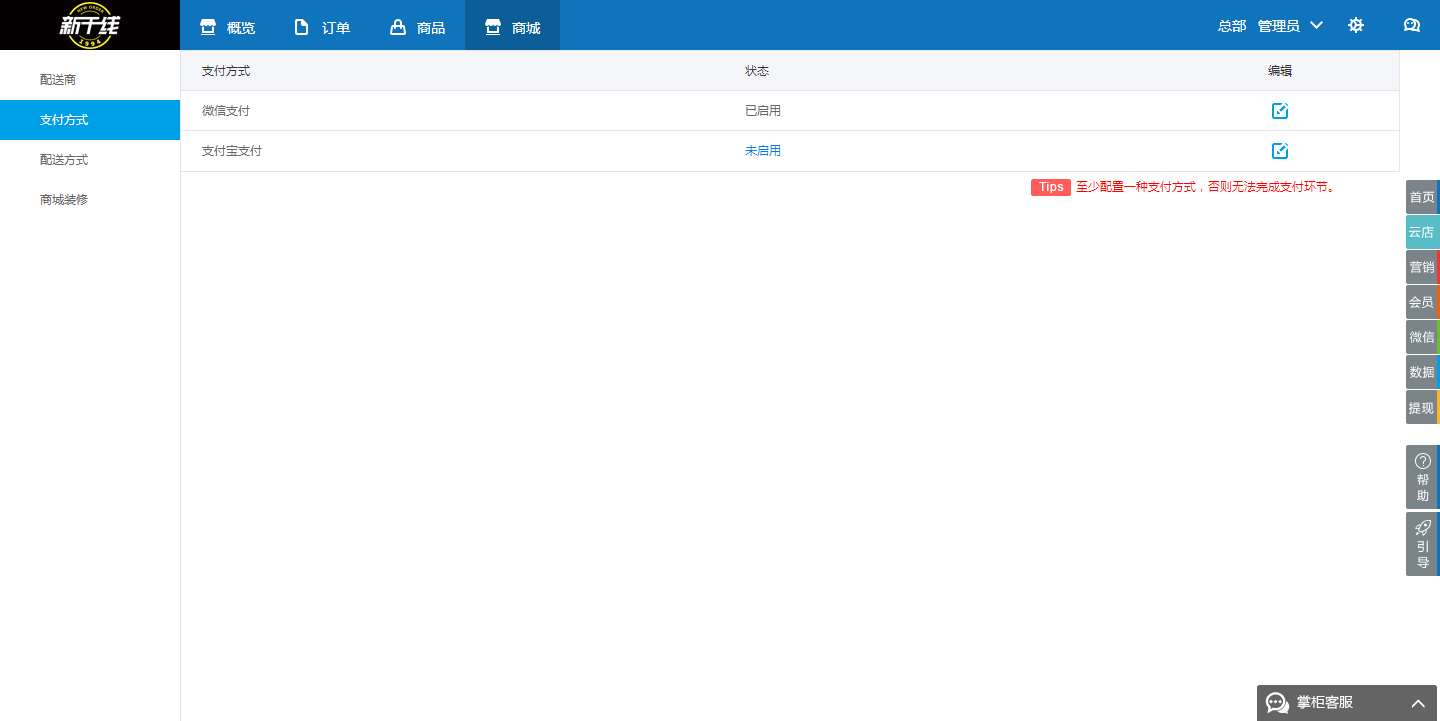 NEW ORDER
新干线
1994
概览 订单 商品 商城
总部 管理员
配送商
支付方式
配送方式
商城装修
支付方式 状态 编辑
微信支付 已启用
支付宝支付 未启用
Tips 至少配置一种支付方式，否则无法完成支付环节。
首页
云店
营销
会员
微信
数据
提现
帮
助
引
导
掌柜客服